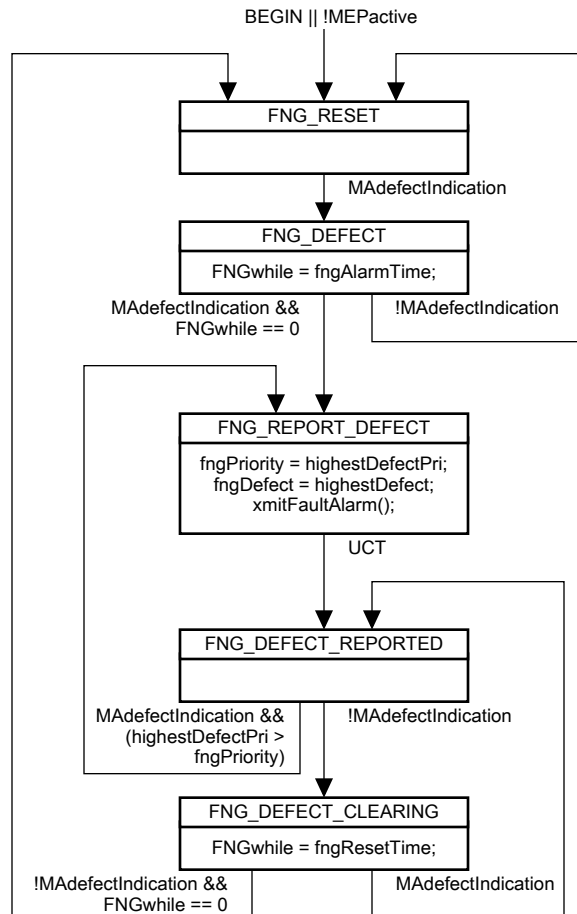 BEGIN || !MEPactive
FNG_RESET
MAdefectIndication
FNG_DEFECT
FNGwhile = fngAlarmTime;
MAdefectIndication &&
FNGwhile == 0
!MAdefectIndication
FNG_REPORT_DEFECT
fngPriority = highestDefectPri;
fngDefect = highestDefect;
xmitFaultAlarm();
UCT
FNG_DEFECT_REPORTED
MAdefectIndication &&
(highestDefectPri >
fngPriority)
!MAdefectIndication
FNG_DEFECT_CLEARING
FNGwhile = fngResetTime;
!MAdefectIndication &&
FNGwhile == 0
MAdefectIndication